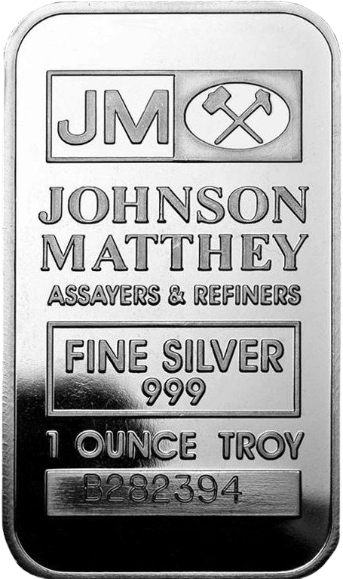 JM
JOHNSON
MATTHEY
ASSAYERS & REFINERS
FINE SILVER
999
1 OUNCE TROY
B282394